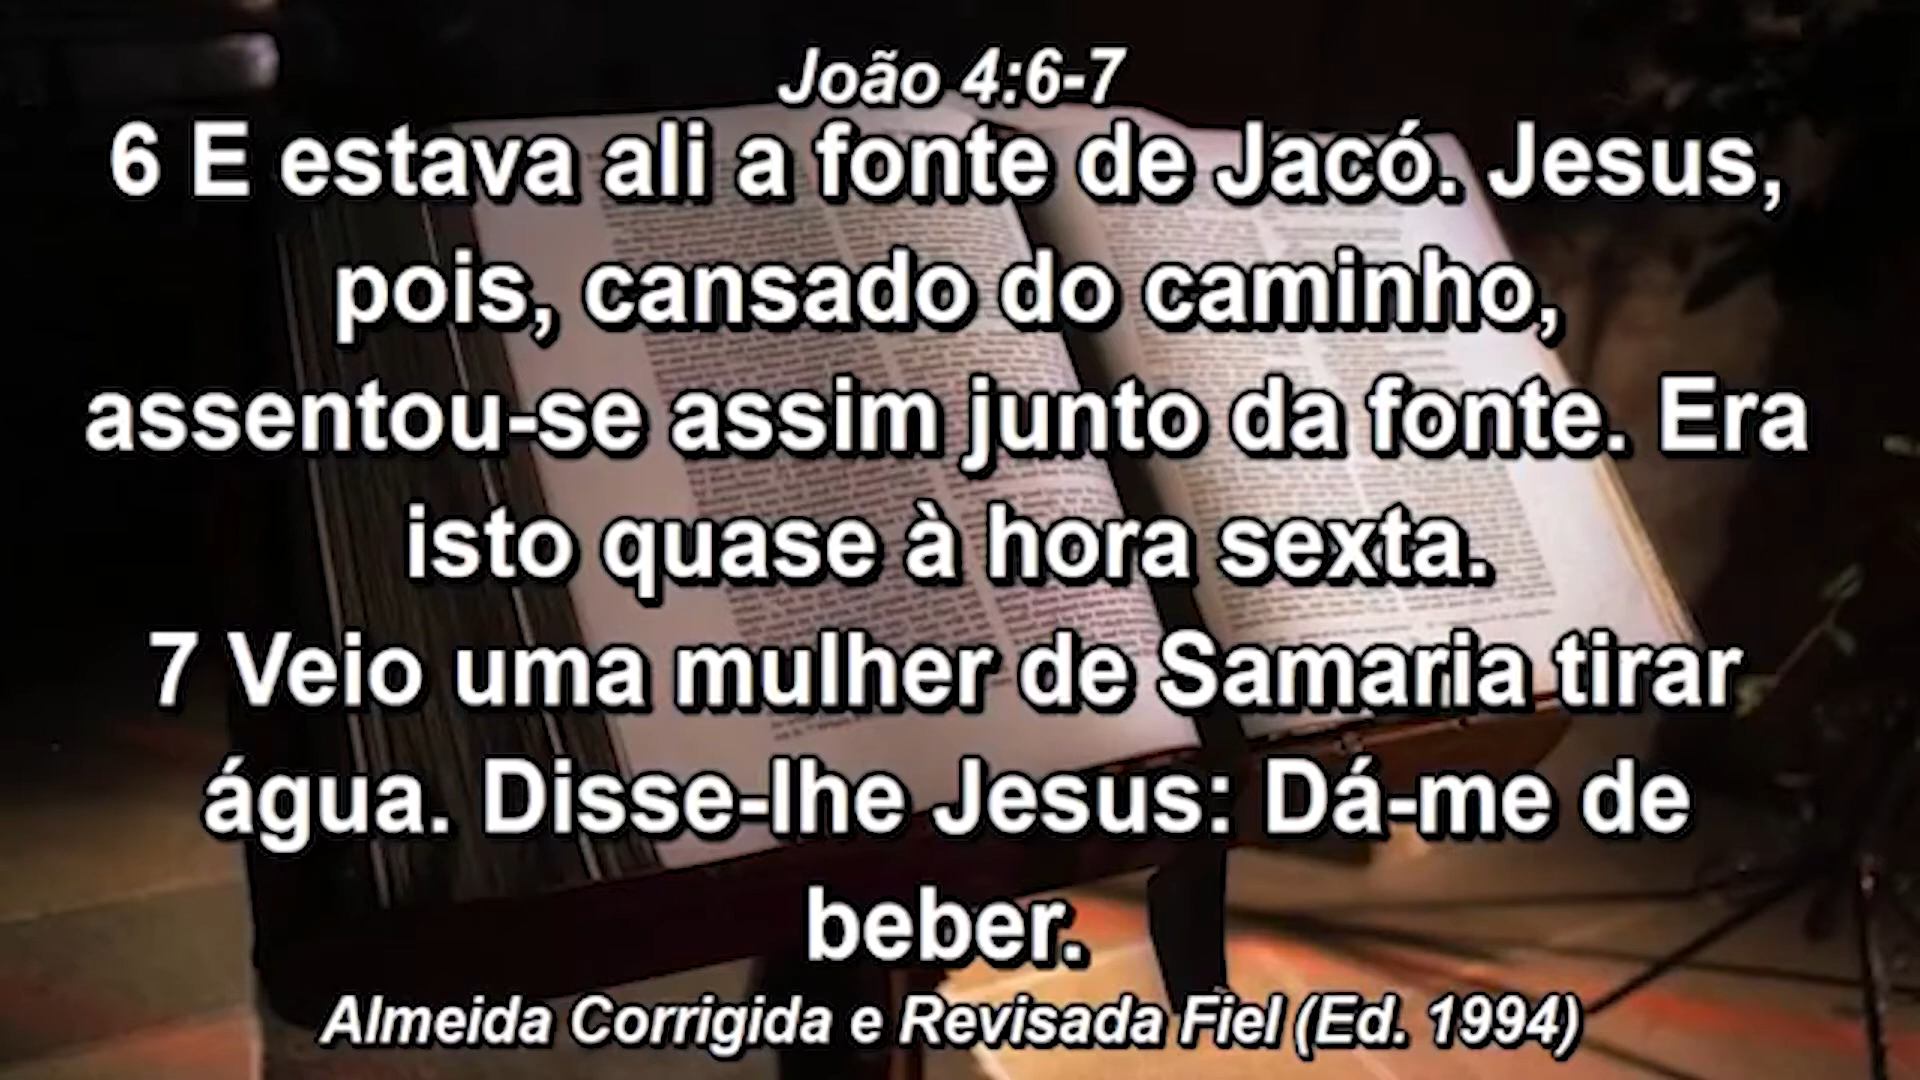 João 4:6-7
6 E estava ali a fonte de Jacó. Jesus,
pois, cansado do caminho,
assentou-se assim junto da fonte. Era
isto quase à hora sexta.
7 Veio uma mulher de Samaria tirar
água. Disse-lhe Jesus: Dá-me de
beber.
Almeida Corrigida e Revisada Fiel (Ed. 1994)